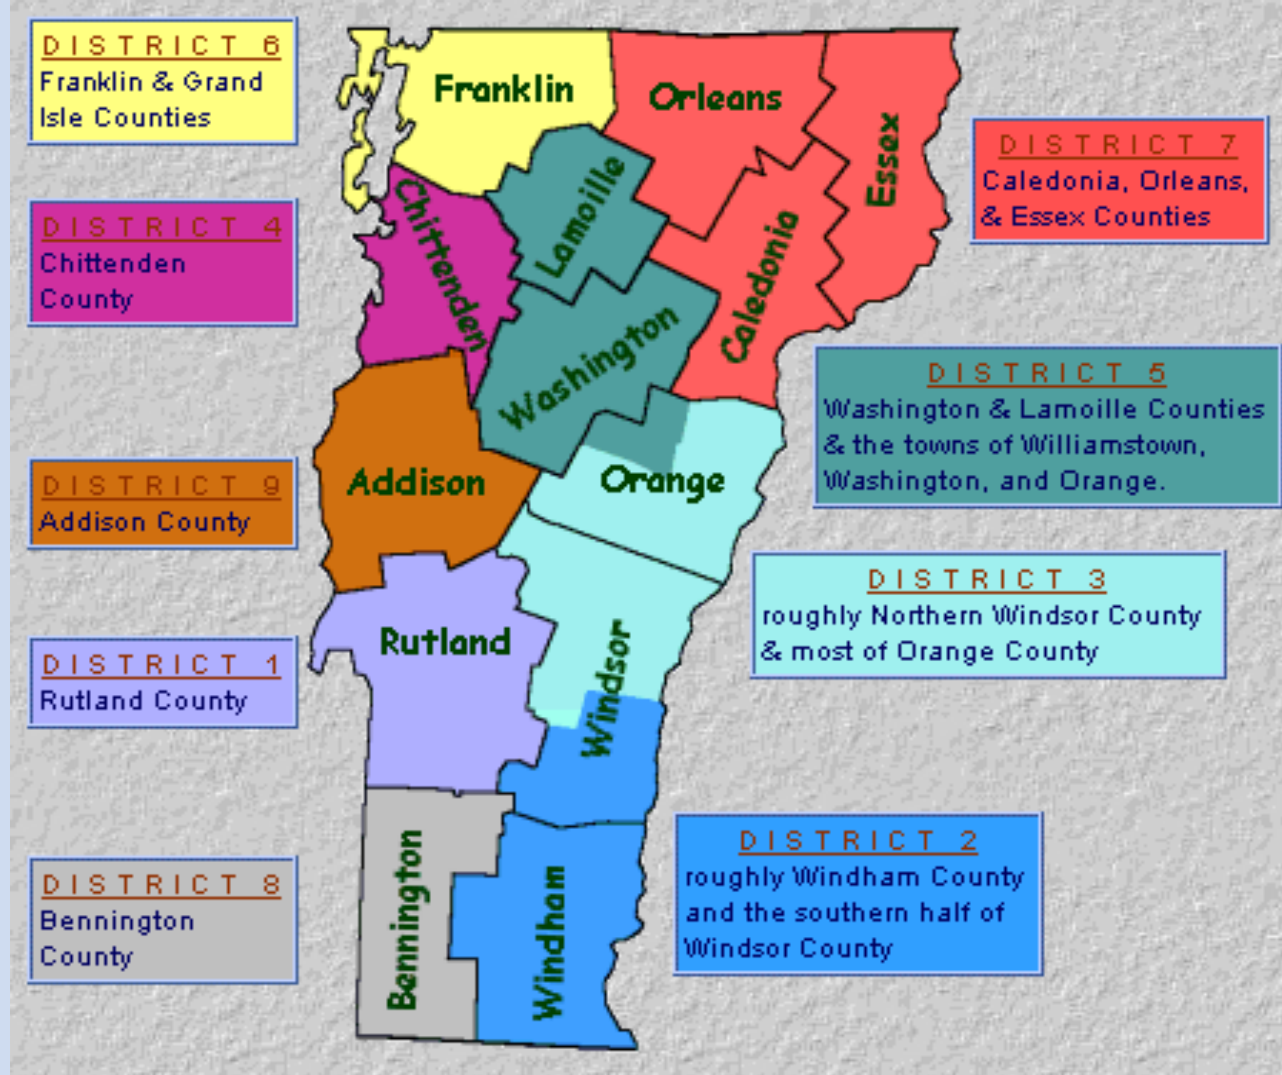 DISTRICT 6
Franklin & Grand
Isle Counties
DISTRICT 4
Chittenden
County
DISTRICT 9
Addison County
DISTRICT 1
Rutland County
DISTRICT 8
Bennington
County
Franklin
Orleans
Essex
Lamoille
Chittenden
Caledonia
Washington
Addison
Orange
Rutland
Windsor
Bennington
Windham
DISTRICT 7
Caledonia, Orleans,
& Essex Counties
DISTRICT 5
Washington & Lamoille Counties
& the towns of Williamstown,
Washington, and Orange.
DISTRICT 3
roughly Northern Windsor County
& most of Orange County
DISTRICT 2
roughly Windham County
and the southern half of
Windsor County